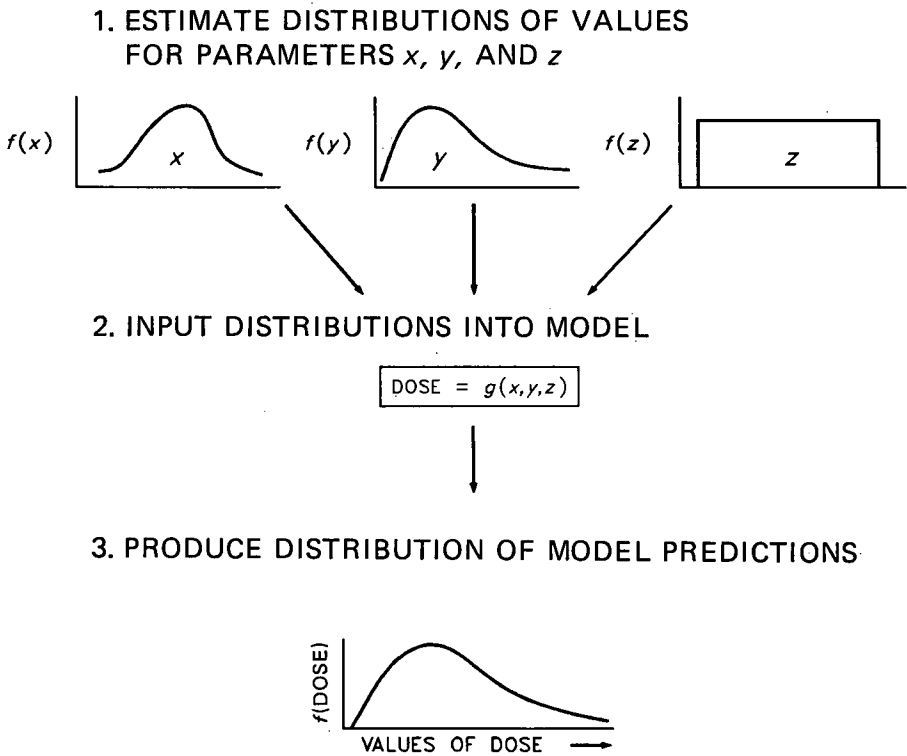 1. ESTIMATE DISTRIBUTIONS OF VALUES
FOR PARAMETERS x, y, AND z
f(x)
x
f(y)
y
f(z)
z
2. INPUT DISTRIBUTIONS INTO MODEL
DOSE = g(x,y,z)
3. PRODUCE DISTRIBUTION OF MODEL PREDICTIONS
f(DOSE)
VALUES OF DOSE